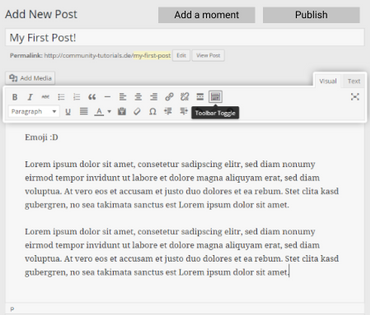 Add New Post
Add a moment
Publish
My First Post!
Permalink: http://community-tutorials.de/my-first-post Edit View Post
Add Media
Visual Text
B I ABC
Paragraph U A Ω
Toolbar Toggle
Emoji :D
Lorem ipsum dolor sit amet, consetetur sadipscing elitr, sed diam nonumy
eirmod tempor invidunt ut labore et dolore magna aliquyam erat, sed diam
voluptua. At vero eos et accusam et justo duo dolores et ea rebum. Stet clita kasd
gubergren, no sea takimata sanctus est Lorem ipsum dolor sit amet.
Lorem ipsum dolor sit amet, consetetur sadipscing elitr, sed diam nonumy
eirmod tempor invidunt ut labore et dolore magna aliquyam erat, sed diam
voluptua. At vero eos et accusam et justo duo dolores et ea rebum. Stet clita kasd
gubergren, no sea takimata sanctus est Lorem ipsum dolor sit amet.
P